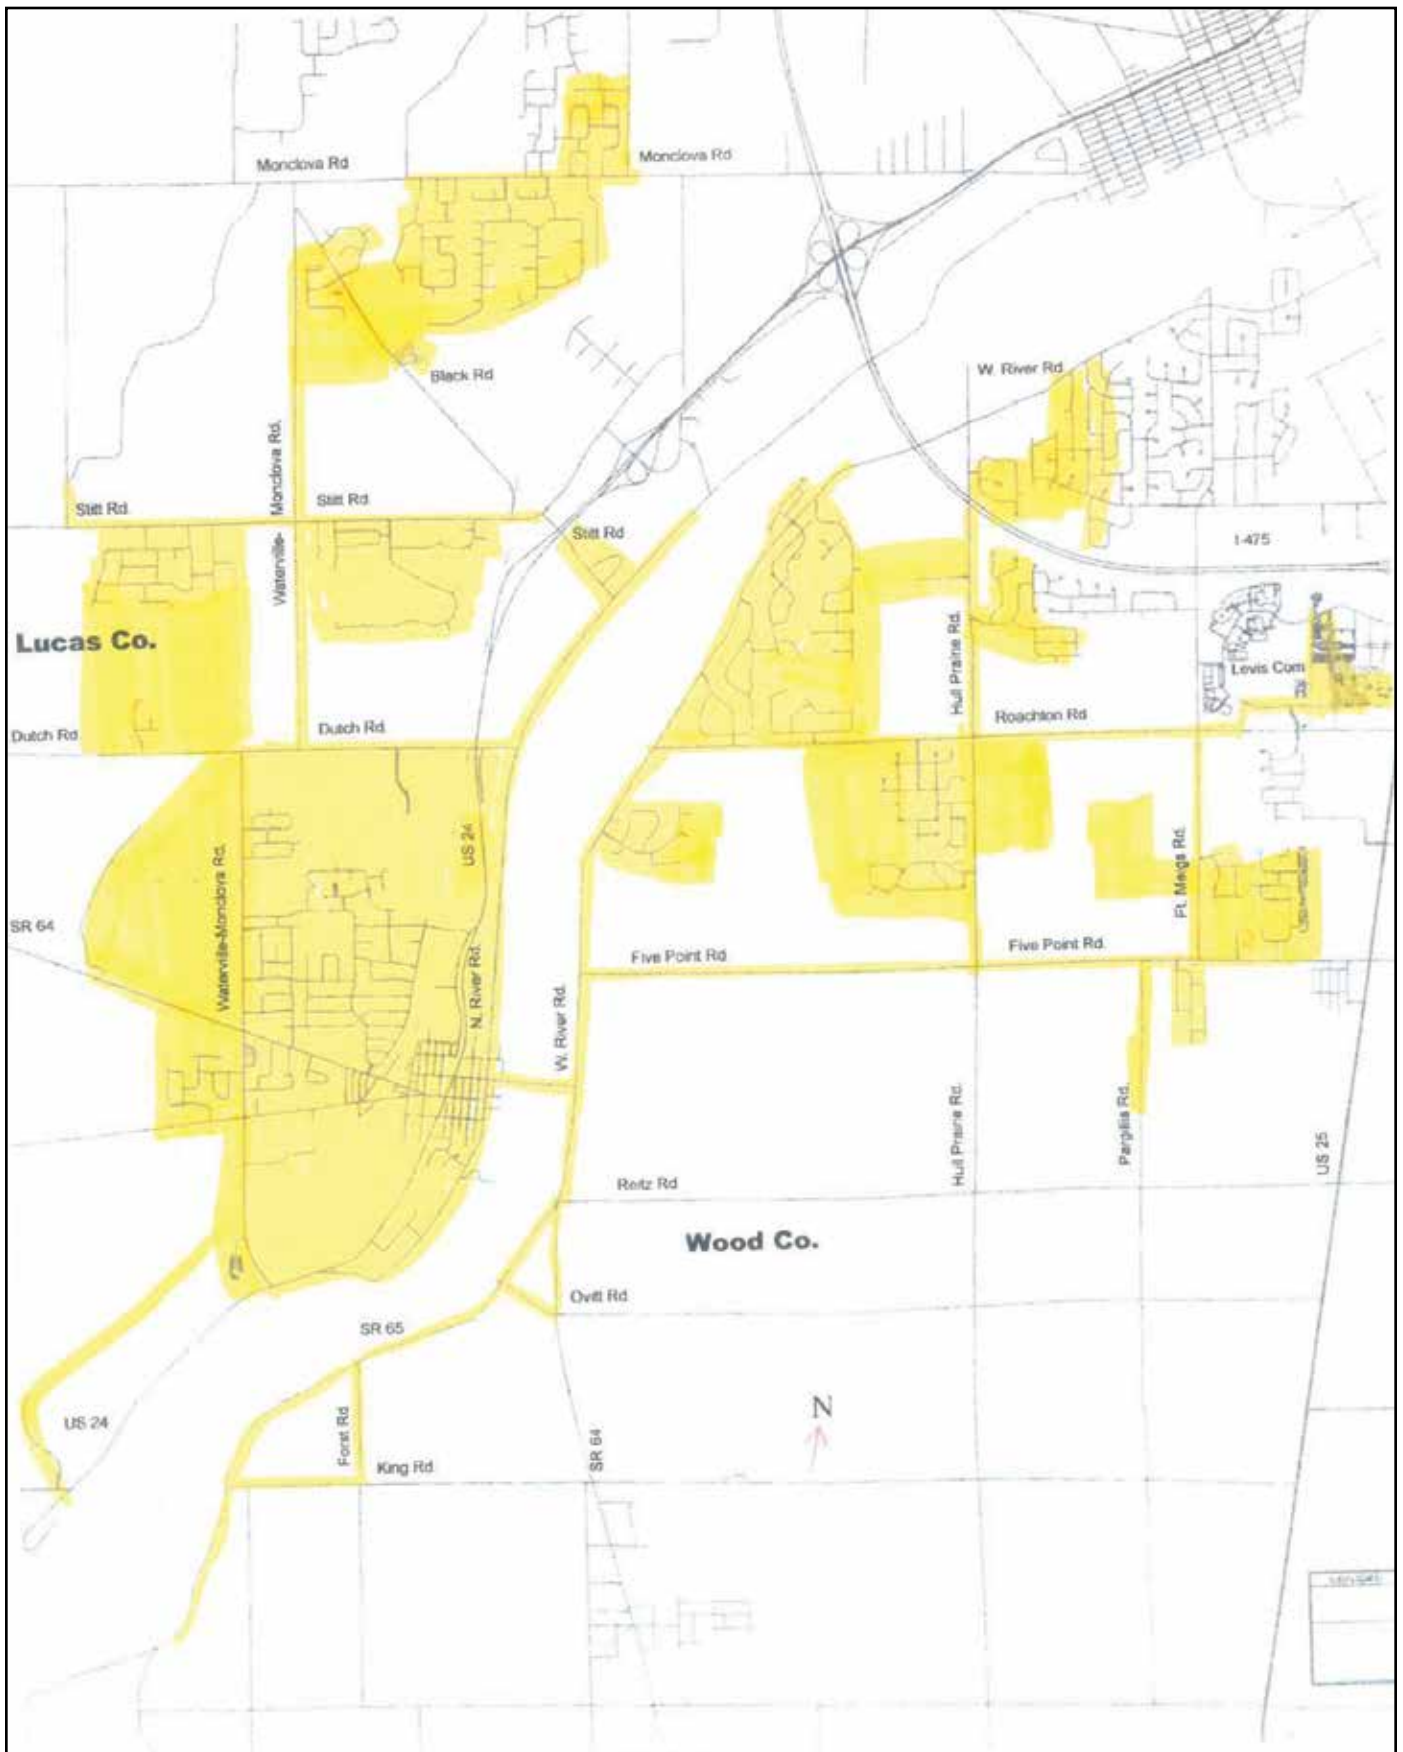 Monclova Rd
Monclova Rd
Black Rd
W. River Rd
Waterville- Monclova Rd.
Stitt Rd
Stitt Rd
Stitt Rd
I-475
Lucas Co.
Hull Prairie Rd.
Levis Com
Dutch Rd
Dutch Rd
Roachton Rd
US 24
Waterville-Monclova Rd.
Ft. Meigs Rd.
SR 64
N. River Rd.
Five Point Rd
Five Point Rd.
W. River Rd.
Hull Prairie Rd.
Pargillis Rd.
US 25
Reitz Rd
Wood Co.
Ovitt Rd
SR 65
US 24
Forst Rd
King Rd
SR 64
N